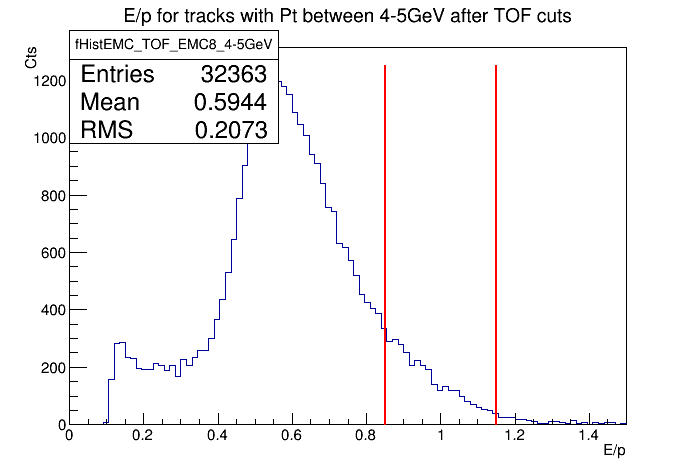 E/p for tracks with Pt between 4-5GeV after TOF cuts
fHistEMC_TOF_EMC8_4-5GeV
Entries 32363
Mean 0.5944
RMS 0.2073
Cts
1200
1000
800
600
400
200
0
0 0.2 0.4 0.6 0.8 1 1.2 1.4
E/p